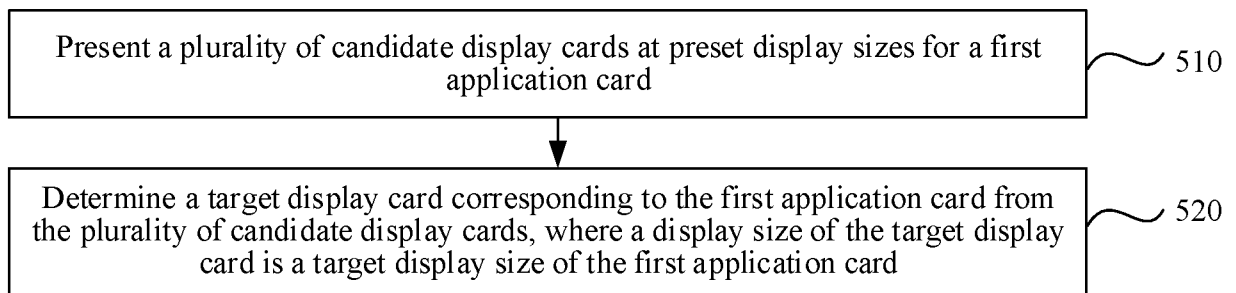 Present a plurality of candidate display cards at preset display sizes for a first
application card
510
Determine a target display card corresponding to the first application card from
the plurality of candidate display cards, where a display size of the target display
card is a target display size of the first application card
520